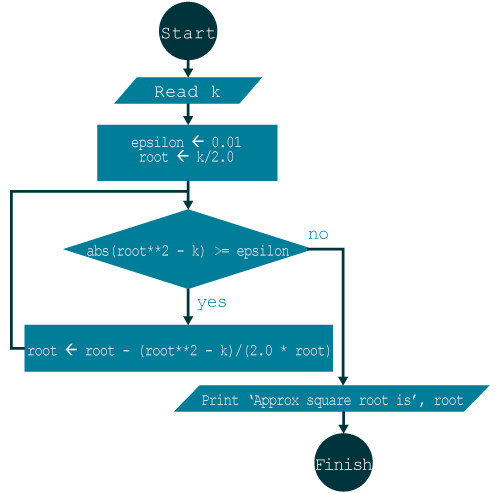 Start
Read k
epsilon ← 0.01
root ← k/2.0
abs(root**2 - k) >= epsilon
no
yes
root ← root - (root**2 - k)/(2.0 * root)
Print ‘Approx square root is’, root
Finish